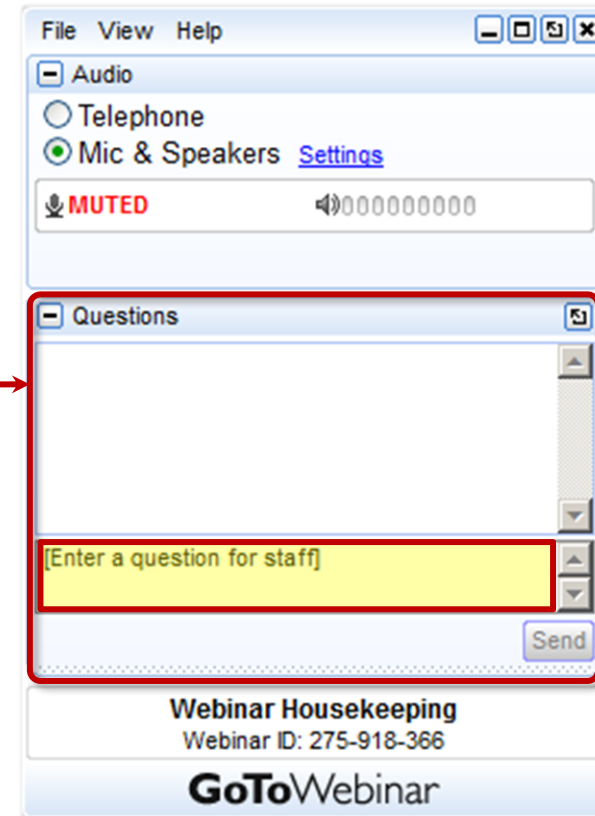 File View Help
Audio
Telephone
Mic & Speakers Settings
MUTED 000000000
Questions
[Enter a question for staff]
Send
Webinar Housekeeping
Webinar ID: 275-918-366
GoToWebinar